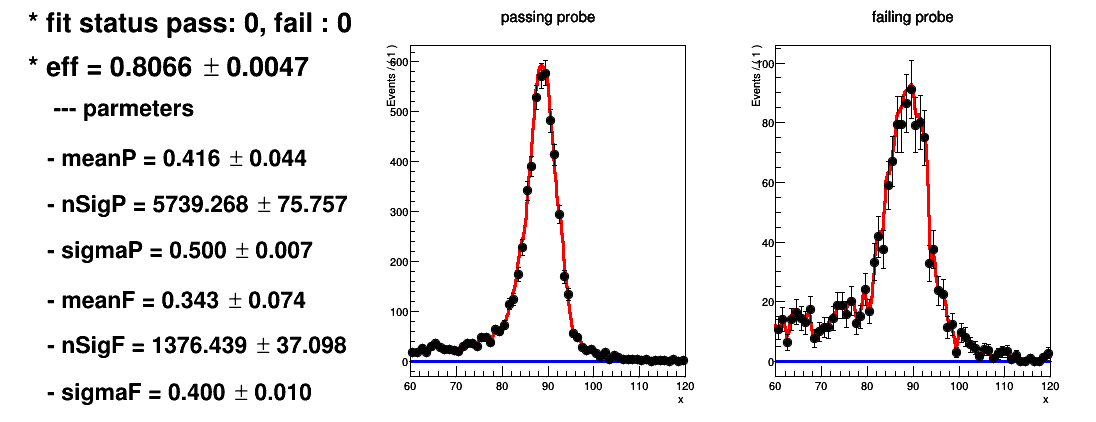 * fit status pass: 0, fail : 0
* eff = 0.8066 ± 0.0047
--- parmeters
- meanP = 0.416 ± 0.044
- nSigP = 5739.268 ± 75.757
- sigmaP = 0.500 ± 0.007
- meanF = 0.343 ± 0.074
- nSigF = 1376.439 ± 37.098
- sigmaF = 0.400 ± 0.010
passing probe
Events / ( 1 )
600
500
400
300
200
100
0
60 70 80 90 100 110 120
x
failing probe
Events / ( 1 )
100
80
60
40
20
0
60 70 80 90 100 110 120
x